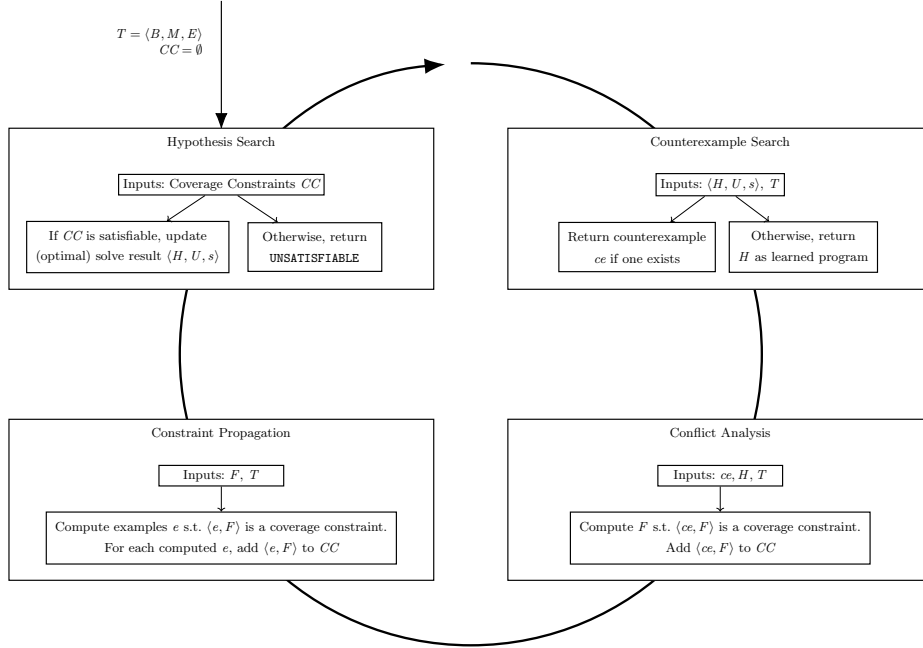 T = ⟨B, M, E⟩
CC = ∅
Hypothesis Search
Inputs: Coverage Constraints CC
If CC is satisfiable, update
(optimal) solve result ⟨H, U, s⟩
Otherwise, return
UNSATISFIABLE
Counterexample Search
Inputs: ⟨H, U, s⟩, T
Return counterexample
ce if one exists
Otherwise, return
H as learned program
Constraint Propagation
Inputs: F, T
Compute examples e s.t. ⟨e, F⟩ is a coverage constraint.
For each computed e, add ⟨e, F⟩ to CC
Conflict Analysis
Inputs: ce, H, T
Compute F s.t. ⟨ce, F⟩ is a coverage constraint.
Add ⟨ce, F⟩ to CC